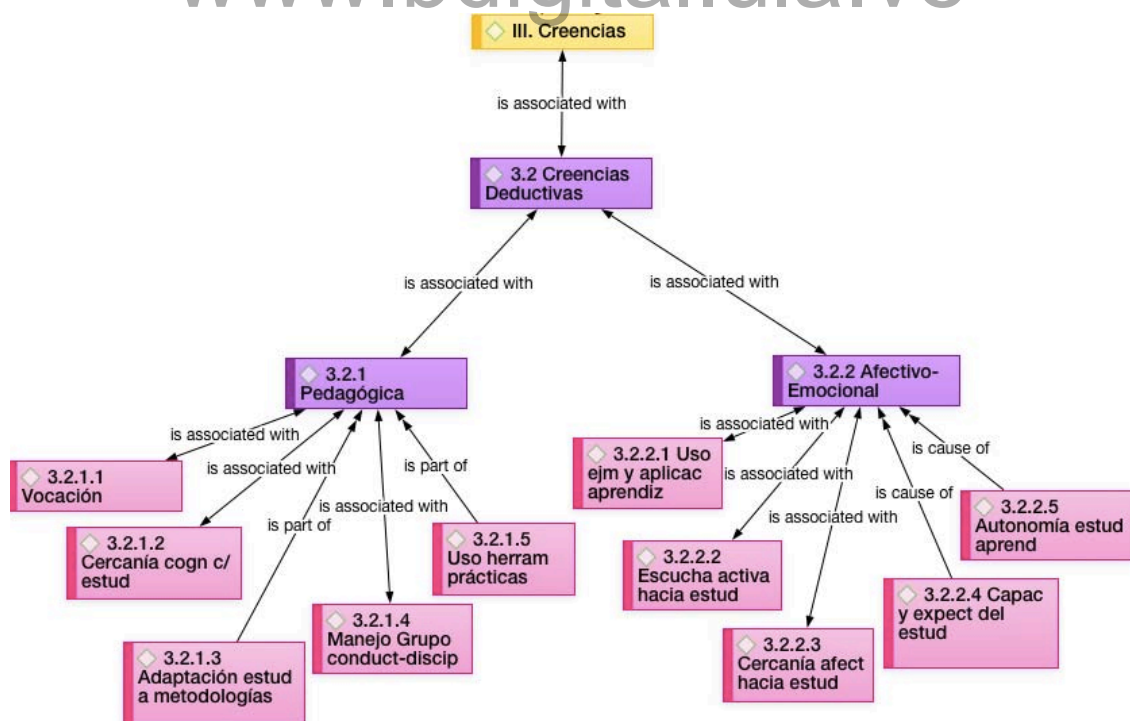 www.bdigital.ula.ve
III. Creencias
is associated with
3.2 Creencias
Deductivas
is associated with
is associated with
3.2.1
Pedagógica
3.2.2 Afectivo-
Emocional
is associated with
is associated with
is part of
is associated with
is part of
is associated with
is associated with
is associated with
is cause of
is cause of
3.2.1.1
Vocación
3.2.1.2
Cercanía cogn c/
estud
3.2.1.3
Adaptación estud
a metodologías
3.2.1.4
Manejo Grupo
conduct-discip
3.2.1.5
Uso herram
prácticas
3.2.2.1 Uso
ejm y aplicac
aprendiz
3.2.2.2
Escucha activa
hacia estud
3.2.2.3
Cercanía afect
hacia estud
3.2.2.4 Capac
y expect del
estud
3.2.2.5
Autonomía estud
aprend